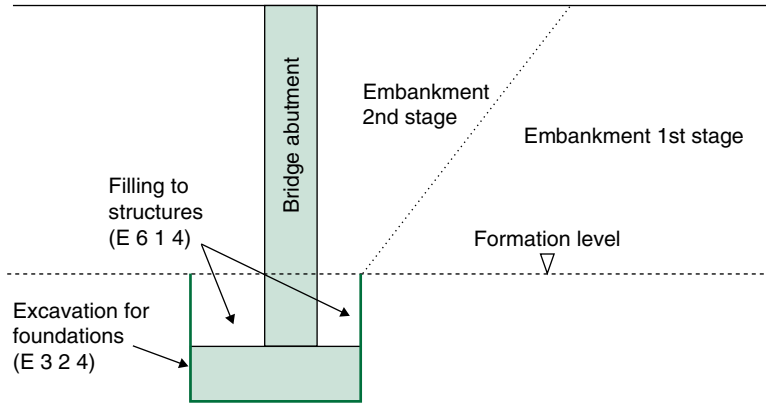 Bridge abutment
Embankment
2nd stage
Embankment 1st stage
Filling to
structures
(E 6 1 4)
Formation level
Excavation for
foundations
(E 3 2 4)